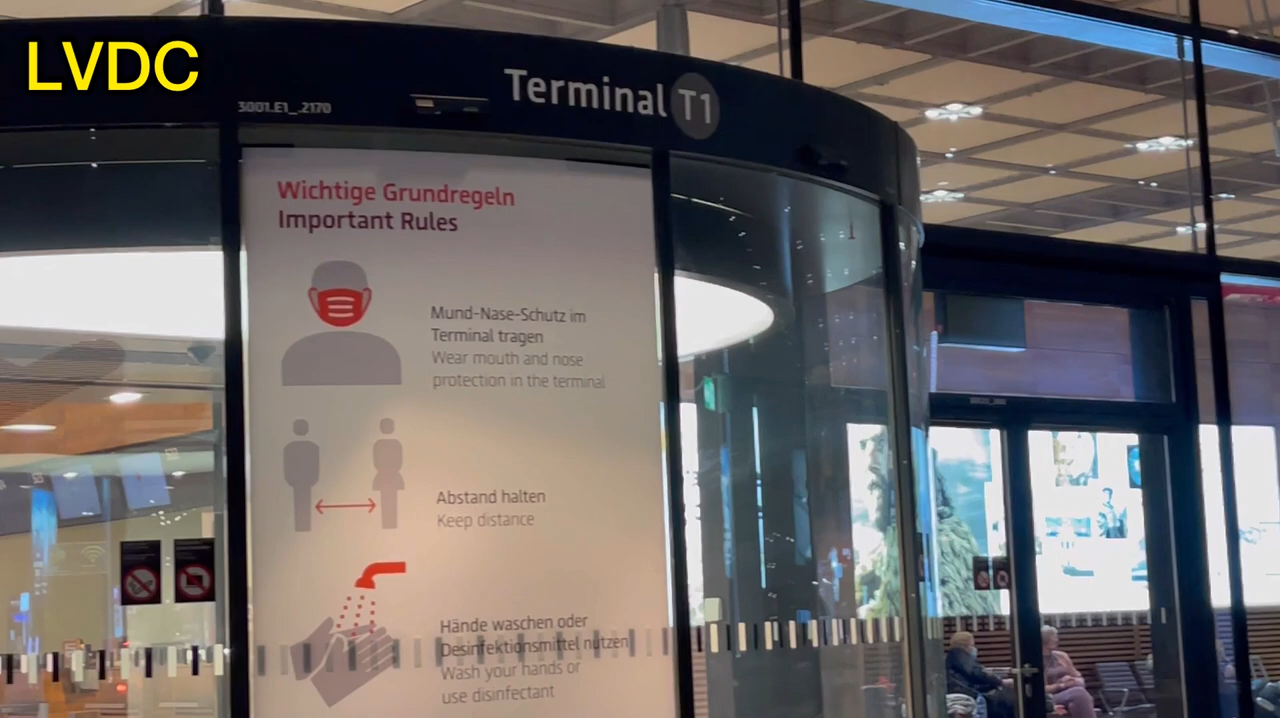 LVDC
Terminal T1
3001.E1_.2170
Wichtige Grundregeln
Important Rules
Mund-Nase-Schutz im
Terminal tragen
Wear mouth and nose
protection in the terminal
Abstand halten
Keep distance
Hände waschen oder
Desinfektionsmittel nutzen
Wash your hands or
use disinfectant